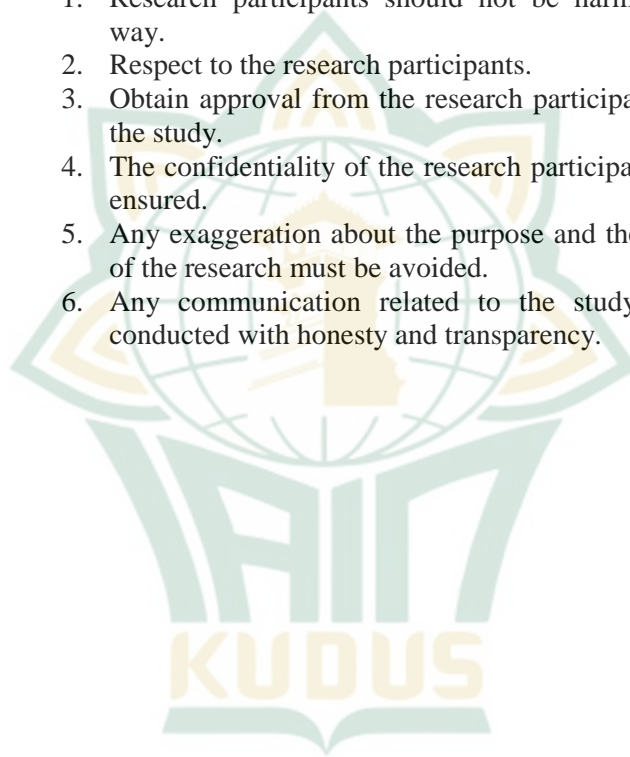 1. Research participants should not be
way.
2. Respect to the research participants.
3. Obtain approval from the research
the study.
4. The confidentiality of the research
ensured.
5. Any exaggeration about the purpose and
of the research must be avoided.
6. Any communication related to the study
conducted with honesty and transparency.
IAIN
KUDUS